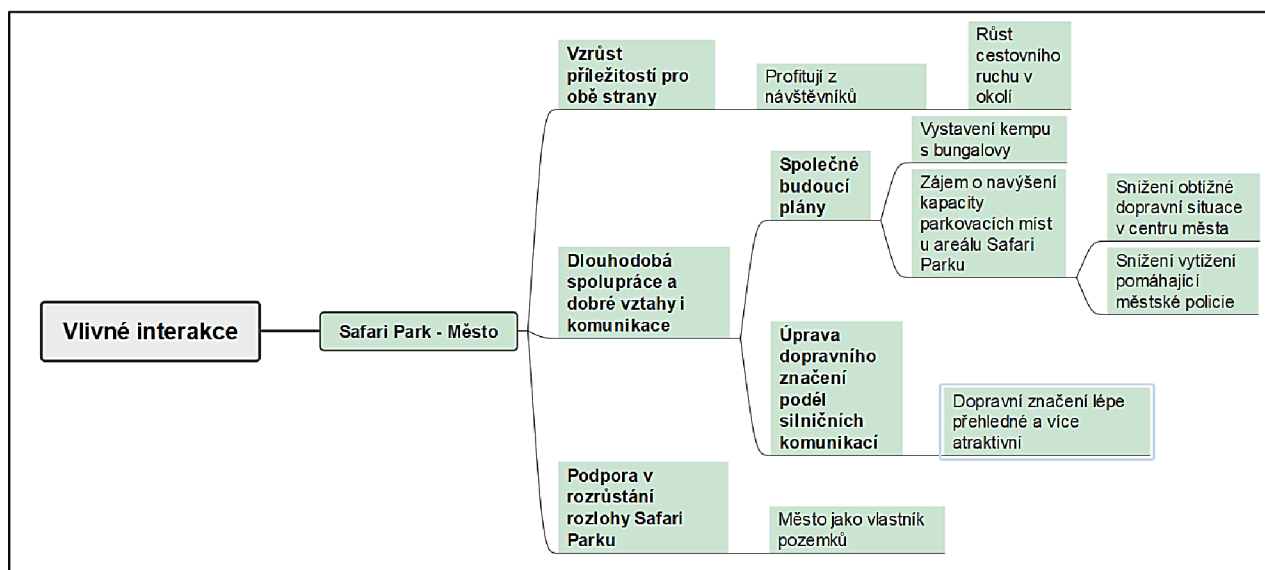 Vlivné interakce
Safari Park - Město
Vzrůst
příležitostí pro
obě strany
Profitují z
návštěvníků
Růst
cestovního
ruchu v
okolí
Dlouhodobá
spolupráce a
dobré vztahy i
komunikace
Společné
budoucí
plány
Vystavení kempu
s bungalovy
Zájem o navýšení
kapacity
parkovacích míst
u areálu Safari
Parku
Snížení obtížné
dopravní situace
v centru města
Snížení vytížení
pomáhající
městské policie
Úprava
dopravního
značení
podél
silničních
komunikací
Dopravní značení lépe
přehledné a více
atraktivní
Podpora v
rozrůstání
rozlohy Safari
Parku
Město jako vlastník
pozemků